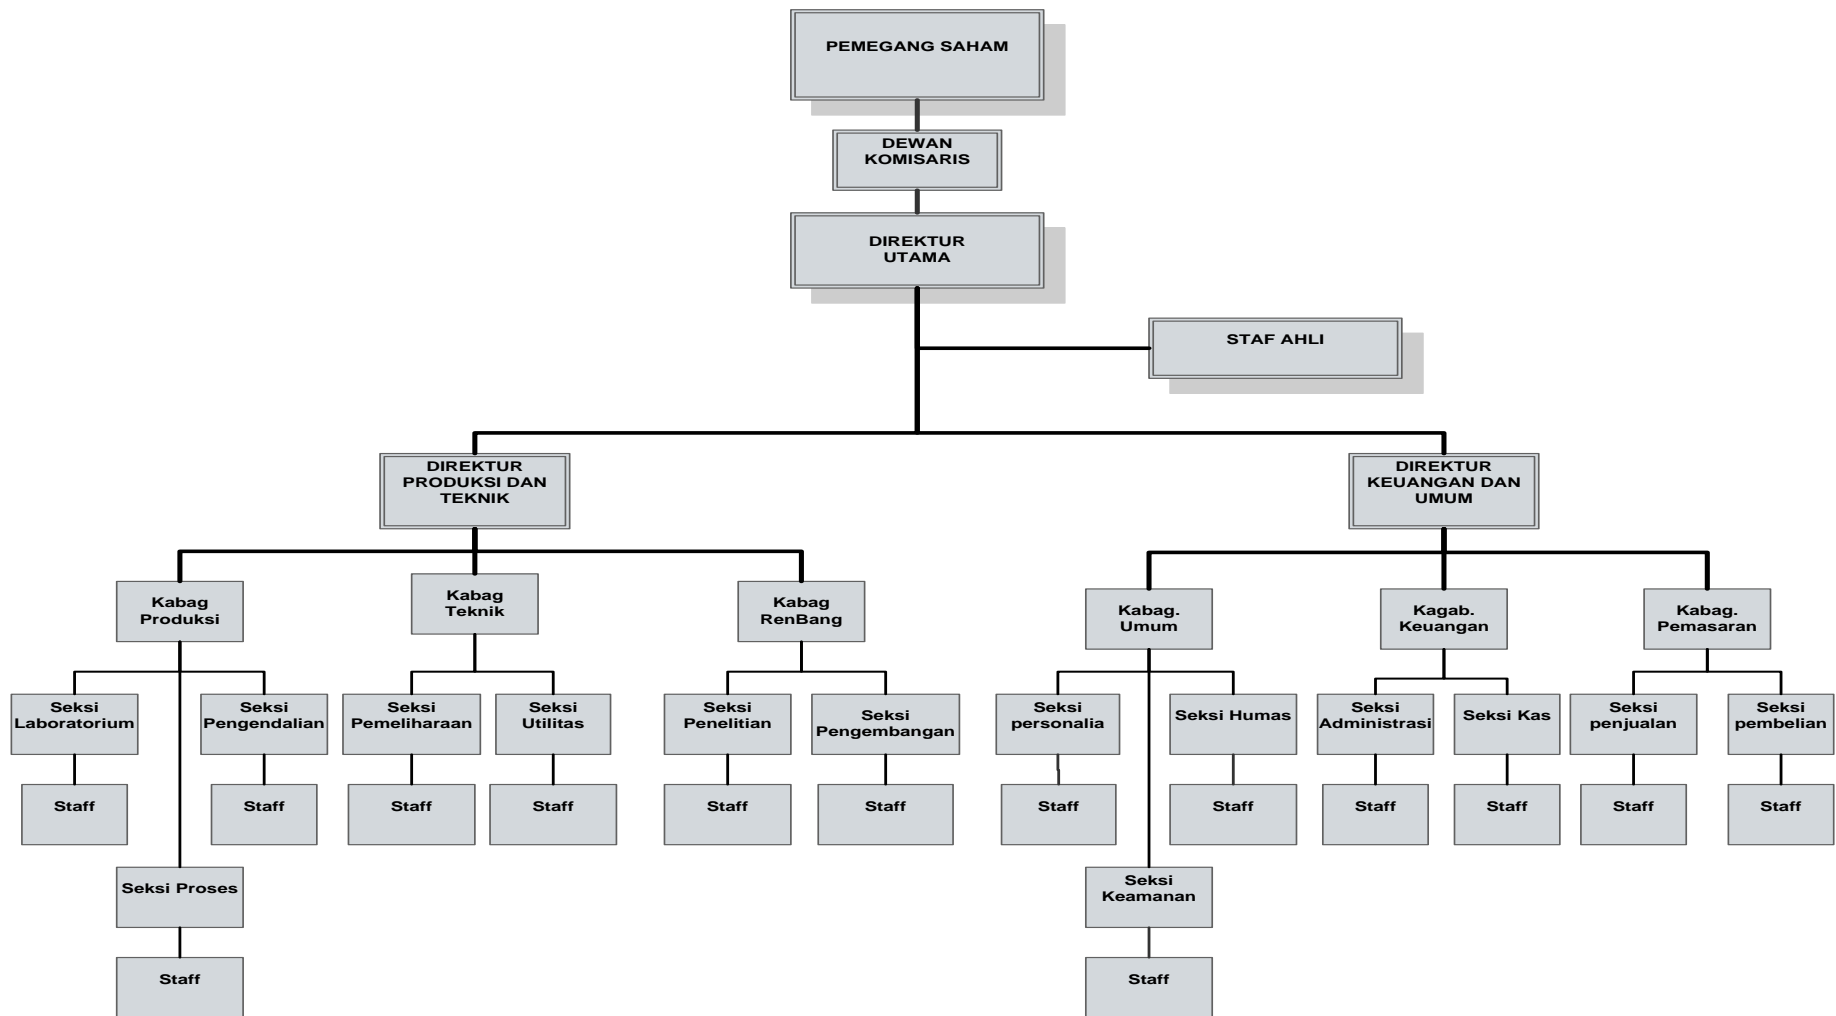 PEMEGANG SAHAM
DEWAN
KOMISARIS
DIREKTUR
UTAMA
STAF AHLI
DIREKTUR
PRODUKSI DAN
TEKNIK
DIREKTUR
KEUANGAN DAN
UMUM
Kabag
Produksi
Kabag
Teknik
Kabag
RenBang
Kabag.
Umum
Kagab.
Keuangan
Kabag.
Pemasaran
Seksi
Laboratorium
Seksi
Pengendalian
Seksi
Pemeliharaan
Seksi
Utilitas
Seksi
Penelitian
Seksi
Pengembangan
Seksi
personalia
Seksi Humas
Seksi
Administrasi
Seksi Kas
Seksi
penjualan
Seksi
pembelian
Staff
Staff
Staff
Staff
Staff
Staff
Staff
Staff
Staff
Staff
Staff
Staff
Seksi Proses
Seksi
Keamanan
Staff
Staff